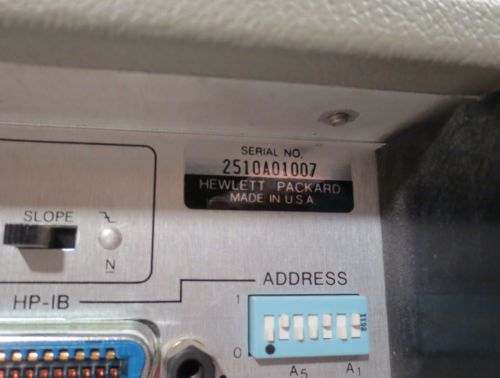 SERIAL NO.
2510A01007
HEWLETT PACKARD
MADE IN U.S.A.
SLOPE
N
HP-IB
ADDRESS
1
0
A5
A1